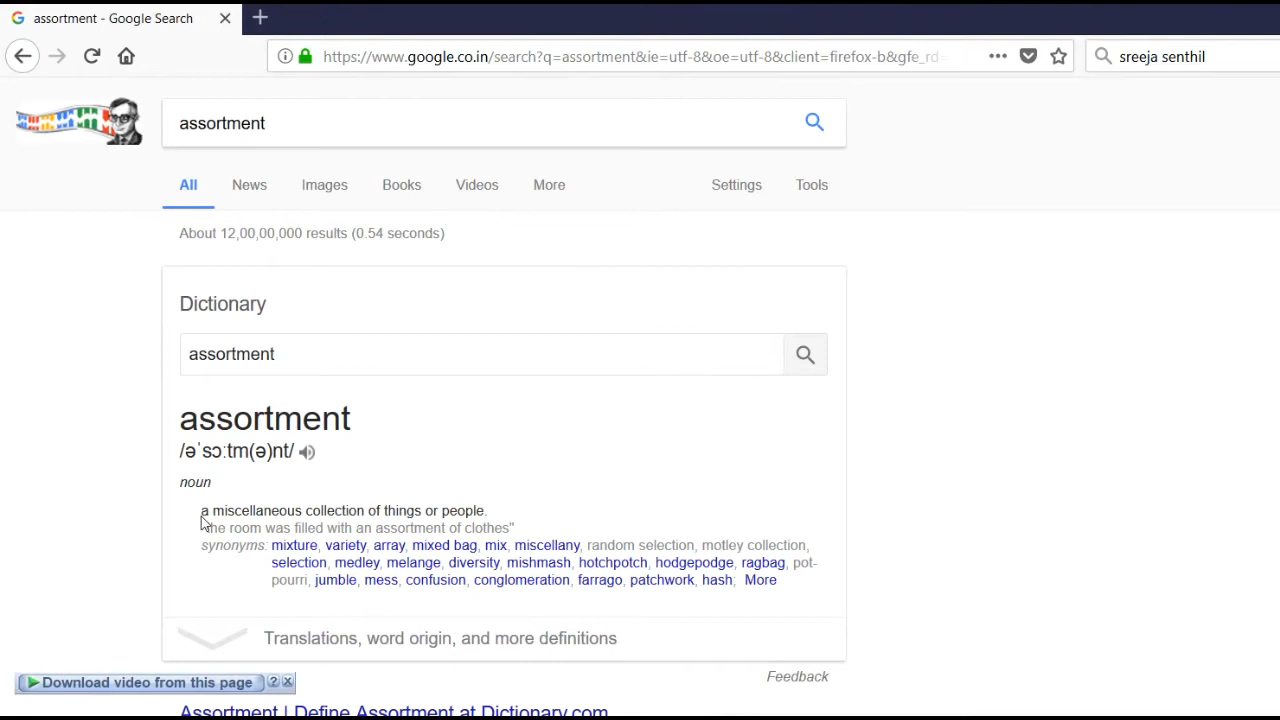 assortment - Google Search
https://www.google.co.in/search?q=assortment&ie=utf-8&oe=utf-8&client=firefox-b&gfe_rd=
sreeja senthil
assortment
All News Images Books Videos More Settings Tools
About 12,00,00,000 results (0.54 seconds)
Dictionary
assortment
assortment
/əˈsɔːtm(ə)nt/
noun
a miscellaneous collection of things or people.
"the room was filled with an assortment of clothes"
synonyms: mixture, variety, array, mixed bag, mix, miscellany, random selection, motley collection,
selection, medley, melange, diversity, mishmash, hotchpotch, hodgepodge, ragbag, pot-
pourri, jumble, mess, confusion, conglomeration, farrago, patchwork, hash; More
Translations, word origin, and more definitions
Feedback
Download video from this page ? X
Assortment | Define Assortment at Dictionary.com